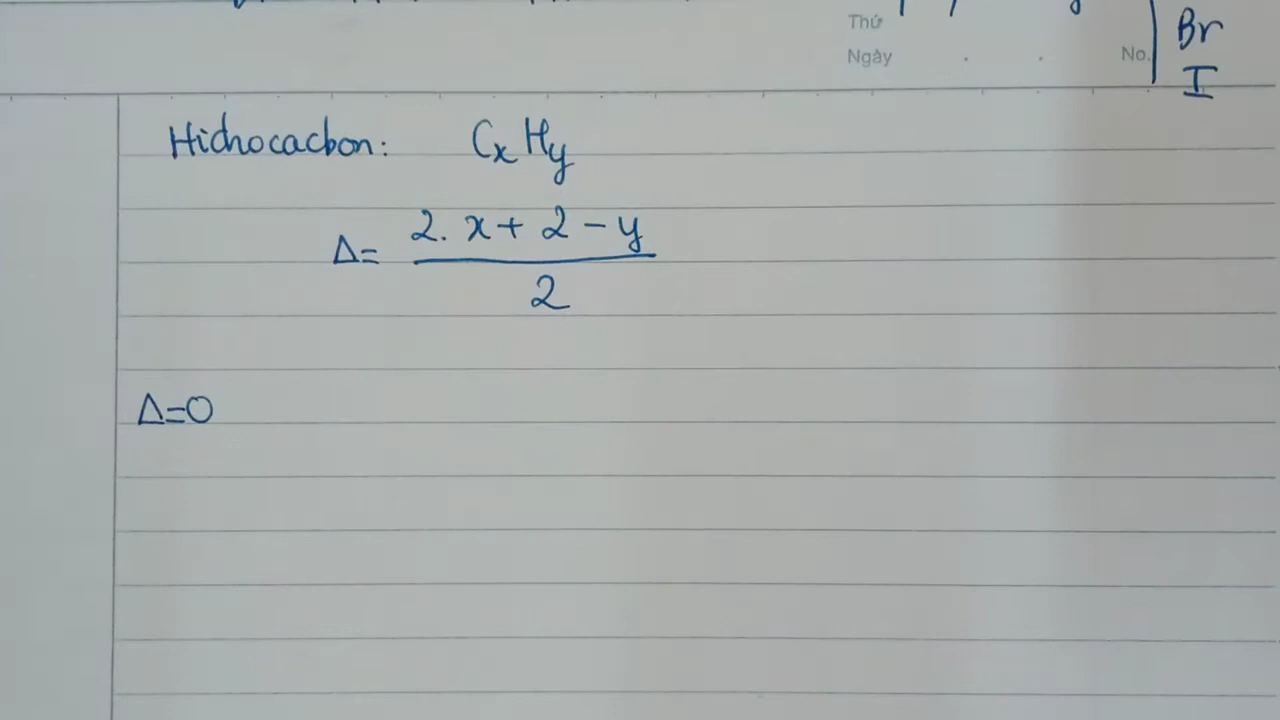 Thứ
Br
Ngày . . No.
I
Hidrocacbon: CxHy
Δ= 2. x + 2 - y
2
Δ=0